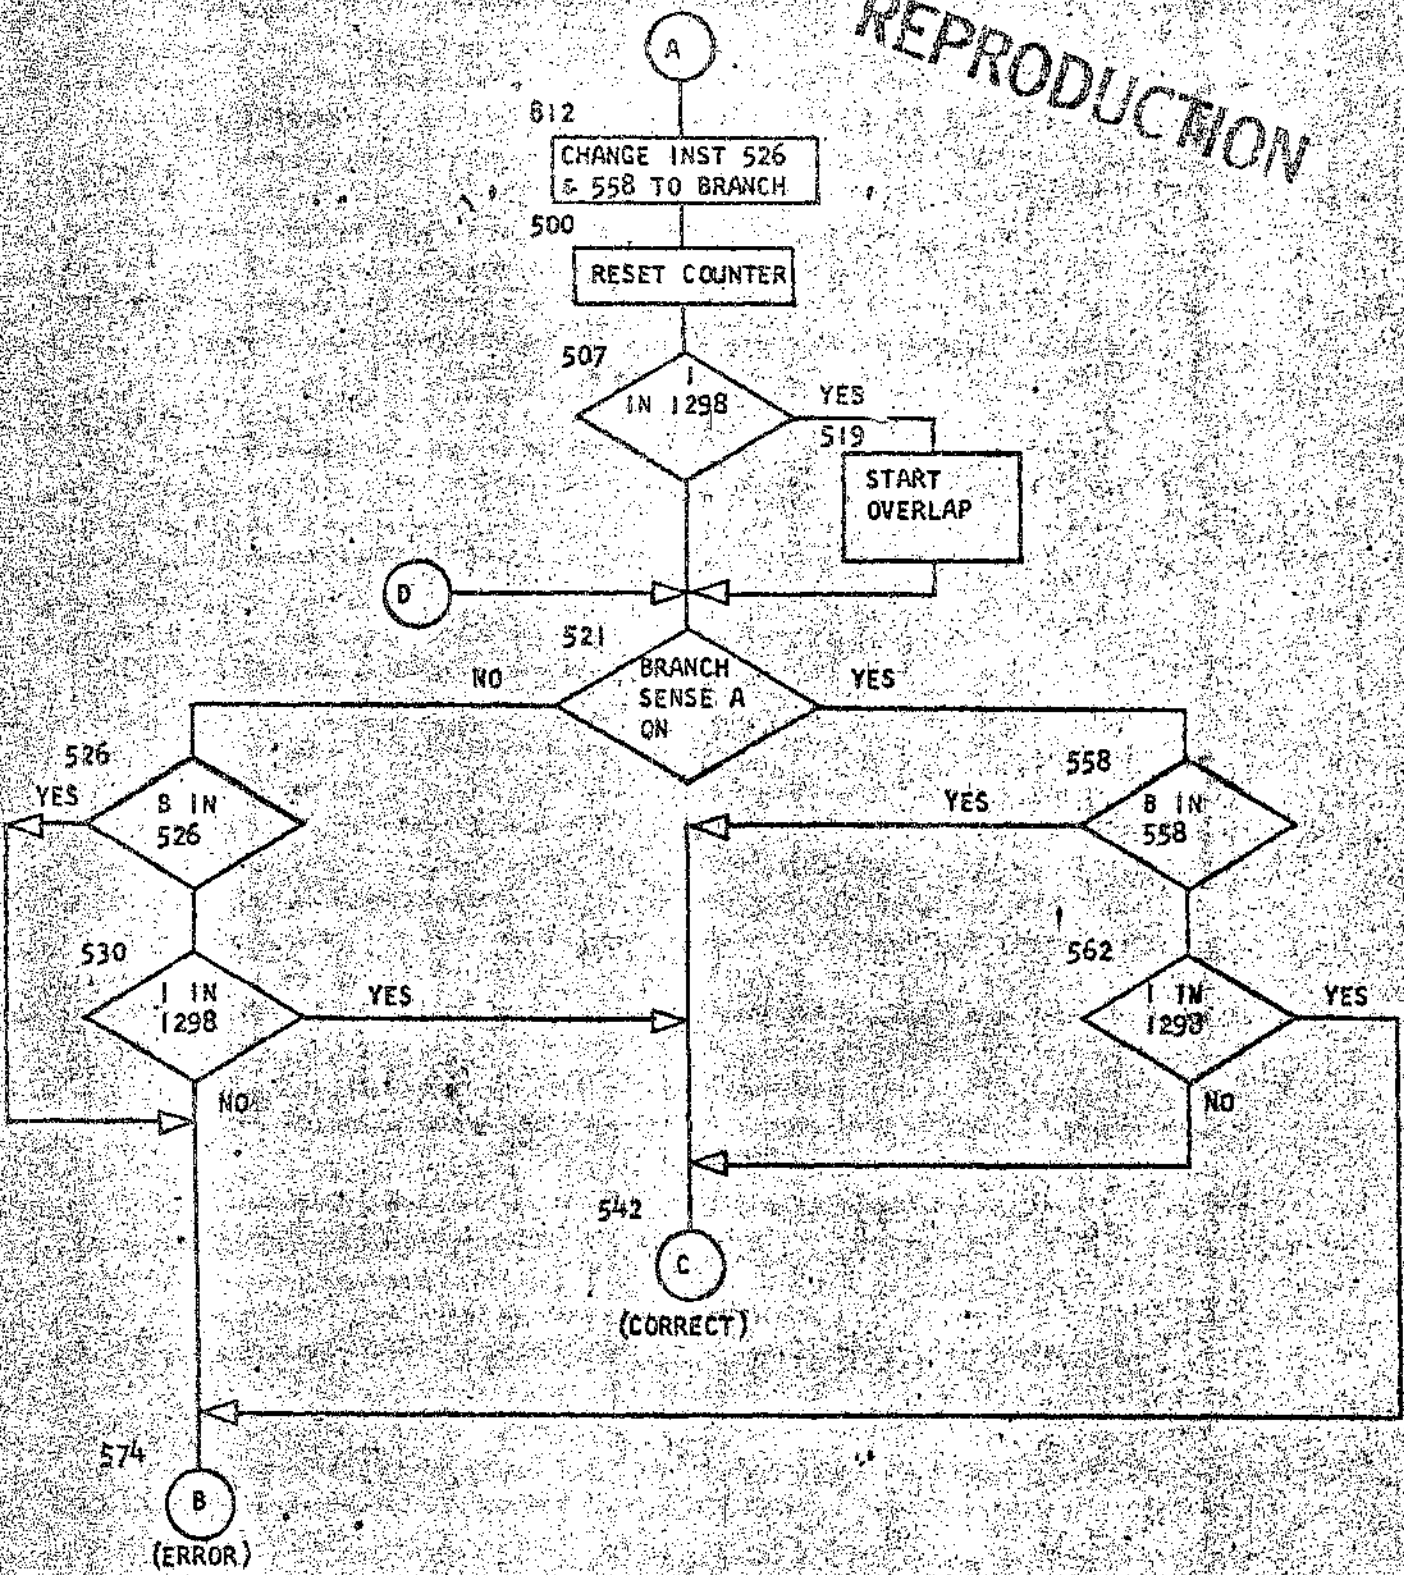 REPRODUCTION
A
812
CHANGE INST 526
& 558 TO BRANCH
500
RESET COUNTER
507
I
IN 1298
YES
519
START
OVERLAP
D
521
BRANCH
SENSE A
ON
NO
YES
526
YES
B IN
526
558
YES
B IN
558
530
I IN
1298
YES
NO
562
I IN
1298
YES
NO
542
C
(CORRECT)
574
B
(ERROR)